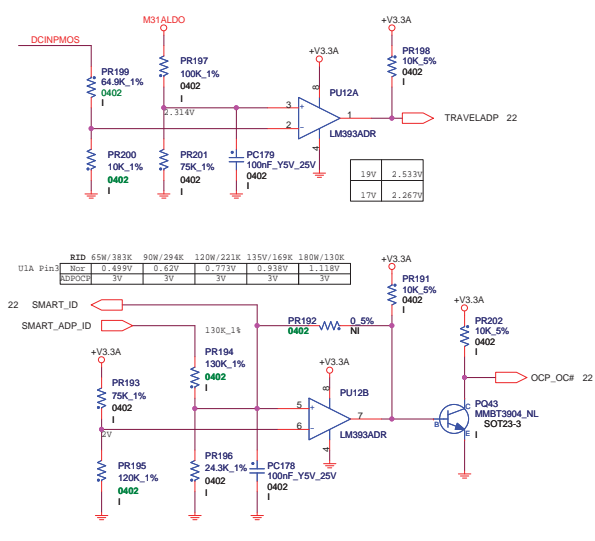 M31ALDO
DCINPMOS
+V3.3A
+V3.3A
PR199
64.9K_1%
0402
I
PR197
100K_1%
0402
I
PR198
10K_5%
0402
I
8
PU12A
3
+
2.314V
1
TRAVELADP 22
2
-
LM393ADR
4
PR200
10K_1%
0402
I
PR201
75K_1%
0402
I
PC179
100nF_Y5V_25V
0402
I
19V 2.533V
17V 2.267V
RID 65W/383K 90W/294K 120W/221K 135V/169K 180W/130K
U1A Pin3 Nor 0.499V 0.62V 0.773V 0.938V 1.118V
ADPOCP 3V 3V 3V 3V 3V
+V3.3A
PR191
10K_5%
0402
I
22 SMART_ID
+V3.3A
SMART_ADP_ID
130K_1%
PR192 0_5%
0402 NI
PR202
10K_5%
0402
I
+V3.3A
+V3.3A
PR194
130K_1%
0402
I
PR193
75K_1%
0402
I
8
PU12B
OCP_OC# 22
5
+
7
6
-
2V
LM393ADR
4
C
PQ43
MMBT3904_NL
B
SOT23-3
E
I
PR195
120K_1%
0402
I
PR196
24.3K_1%
0402
I
PC178
100nF_Y5V_25V
0402
I